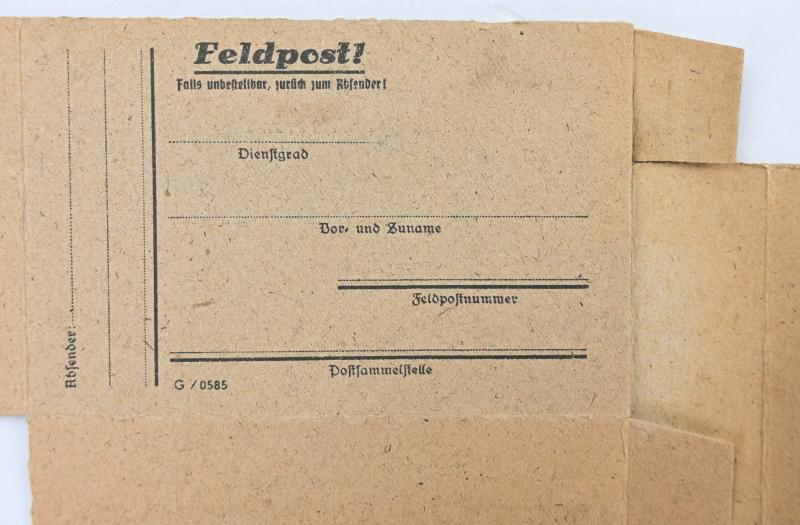 Feldpost!
Falls unbestellbar, zurück zum Absender!
Dienstgrad
Vor- und Zuname
Feldpostnummer
Postsammelstelle
G/0585
Absender: